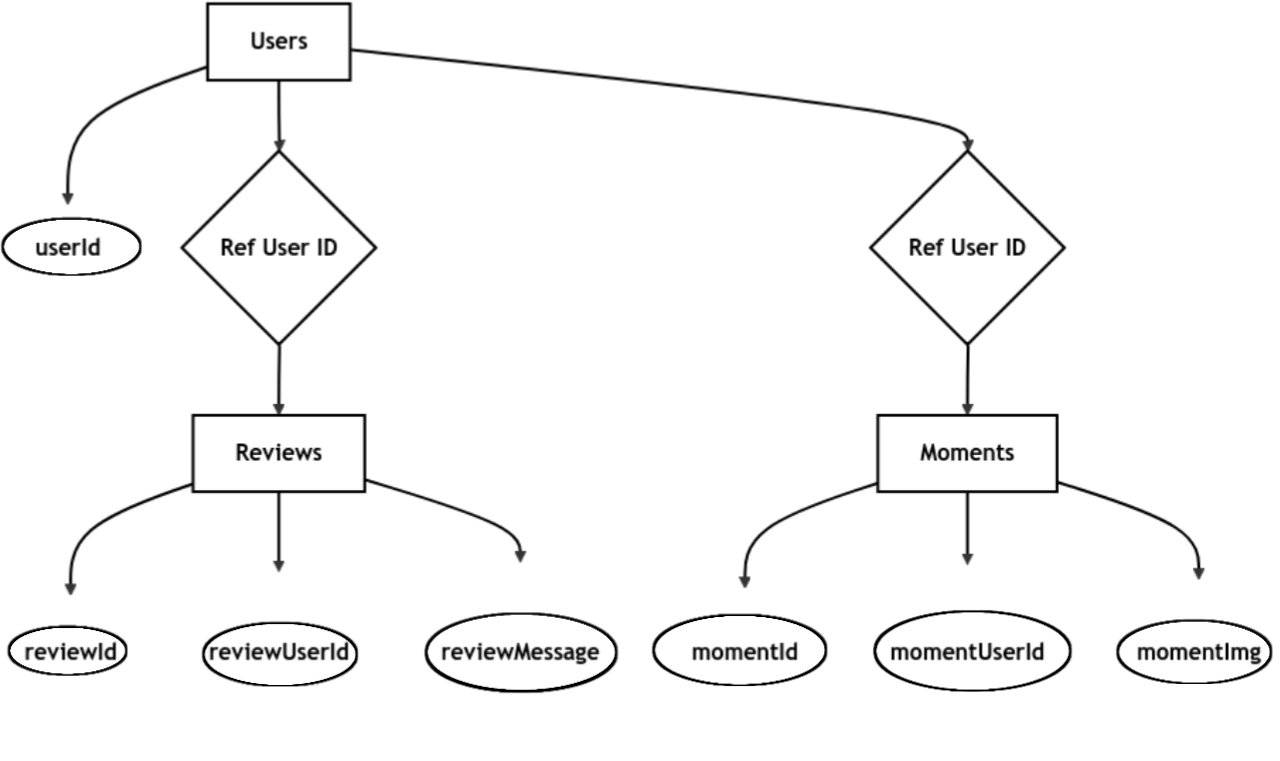 Users
userId
Ref User ID
Ref User ID
Reviews
Moments
reviewId
reviewUserId
reviewMessage
momentId
momentUserId
momentImg